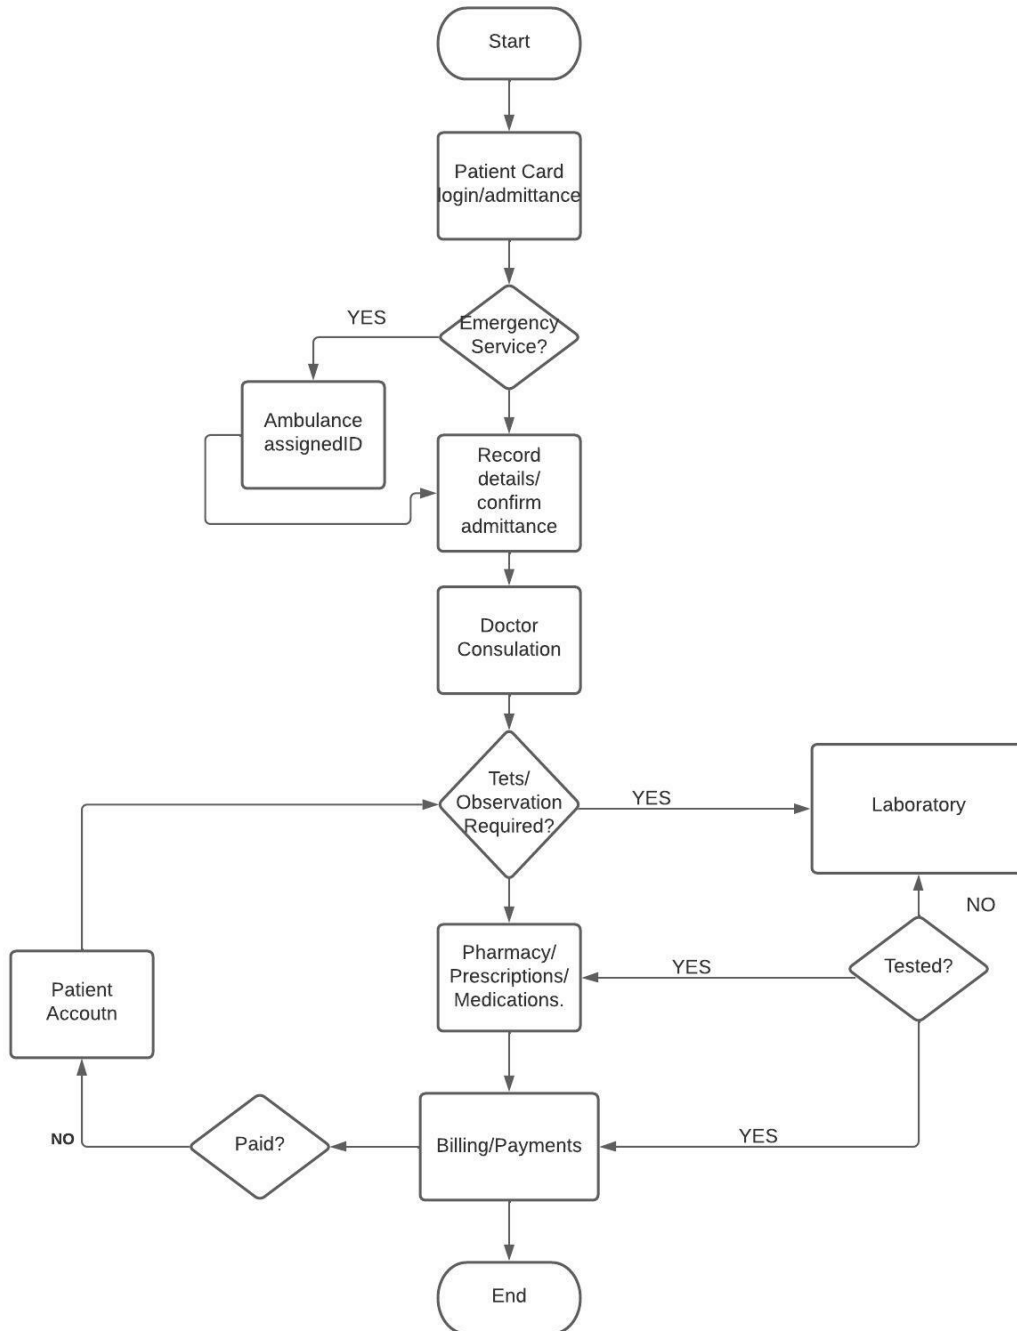 Start
Patient Card
login/admittance
YES
Emergency
Service?
Ambulance
assignedID
Record
details/
confirm
admittance
Doctor
Consulation
Tets/
Observation
Required?
YES
Laboratory
NO
Tested?
YES
Pharmacy/
Prescriptions/
Medications.
Patient
Accoutn
NO
Paid?
Billing/Payments
YES
End